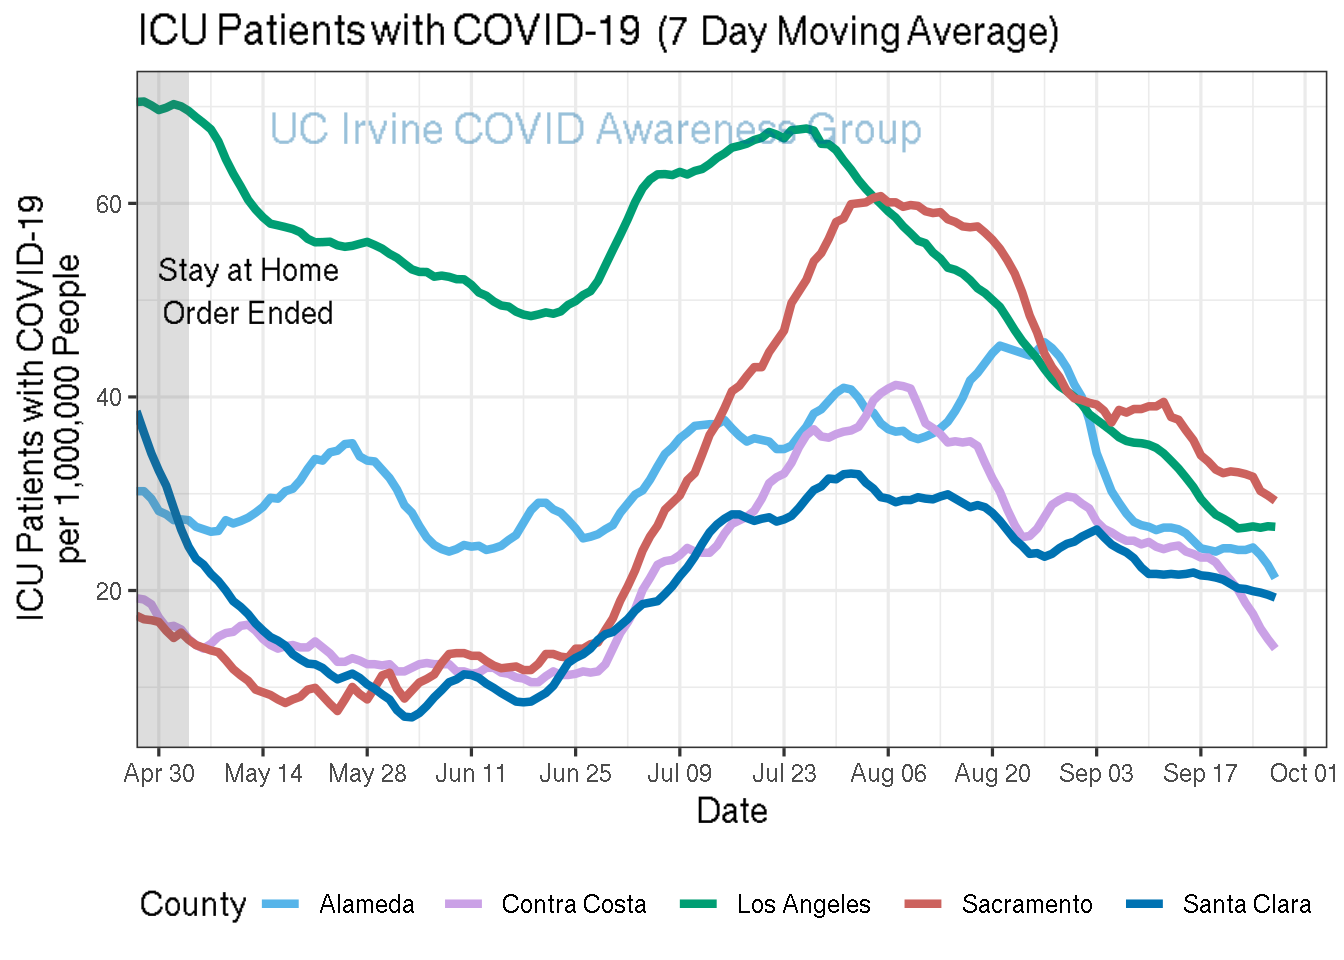 ICU Patients with COVID-19 (7 Day Moving Average)
UC Irvine COVID Awareness Group
ICU Patients with COVID-19
per 1,000,000 People
60
40
20
Stay at Home
Order Ended
Apr 30 May 14 May 28 Jun 11 Jun 25 Jul 09 Jul 23 Aug 06 Aug 20 Sep 03 Sep 17 Oct 01
Date
County Alameda Contra Costa Los Angeles Sacramento Santa Clara